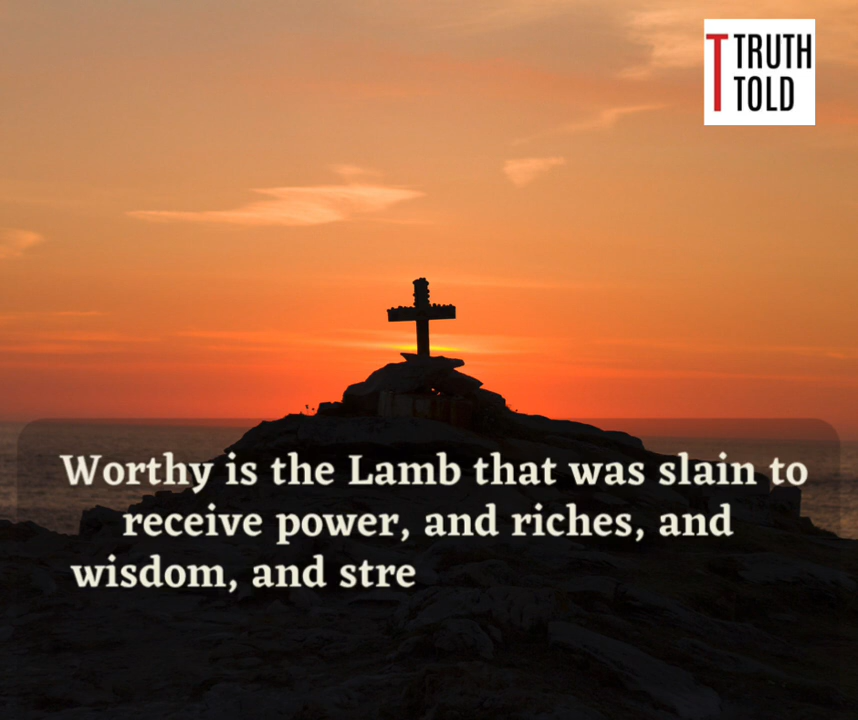 TRUTH
TOLD
Worthy is the Lamb that was slain to
receive power, and riches, and
wisdom, and stre